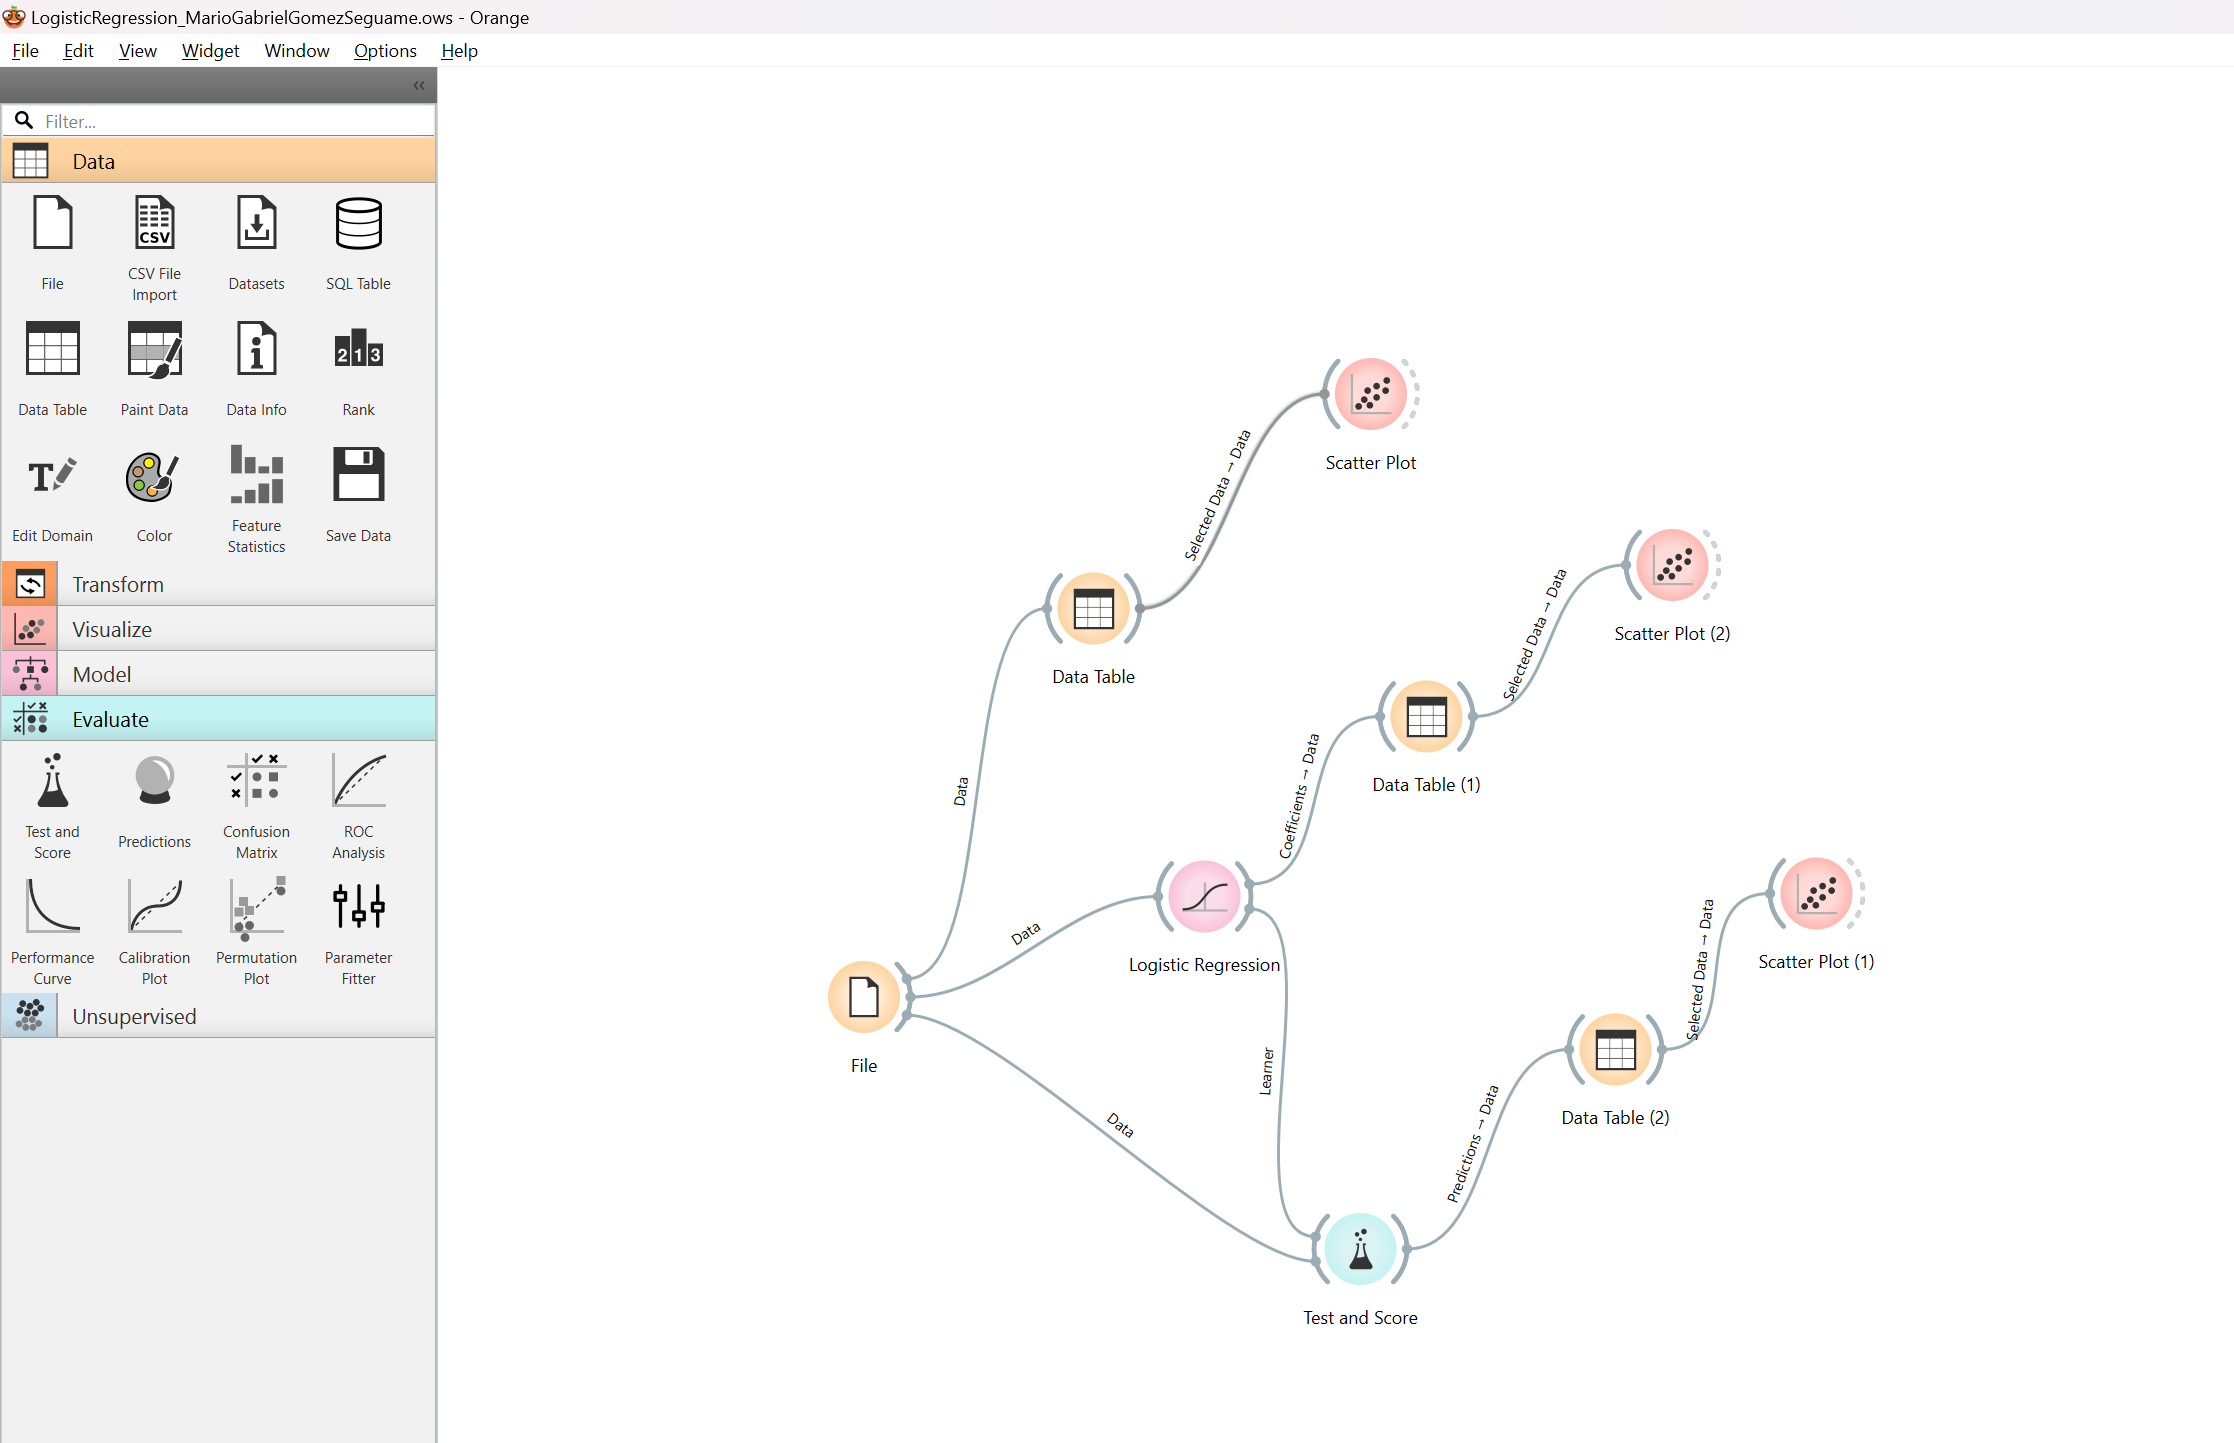 LogisticRegression_MarioGabrielGomezSeguame.ows - Orange
File Edit View Widget Window Options Help
Filter...
Data
File
CSV File
Import
Datasets
SQL Table
CSV
Data Table
Paint Data
Data Info
Rank
2 1 3
Edit Domain
Color
Feature
Statistics
Save Data
Transform
Visualize
Model
Evaluate
Test and
Score
Predictions
Confusion
Matrix
ROC
Analysis
Performance
Curve
Calibration
Plot
Permutation
Plot
Parameter
Fitter
Unsupervised
Scatter Plot
Selected Data → Data
Scatter Plot (2)
Selected Data → Data
Data Table
Data
Data Table (1)
Coefficients → Data
Logistic Regression
Data
Scatter Plot (1)
Selected Data → Data
File
Learner
Data
Data Table (2)
Predictions → Data
Test and Score